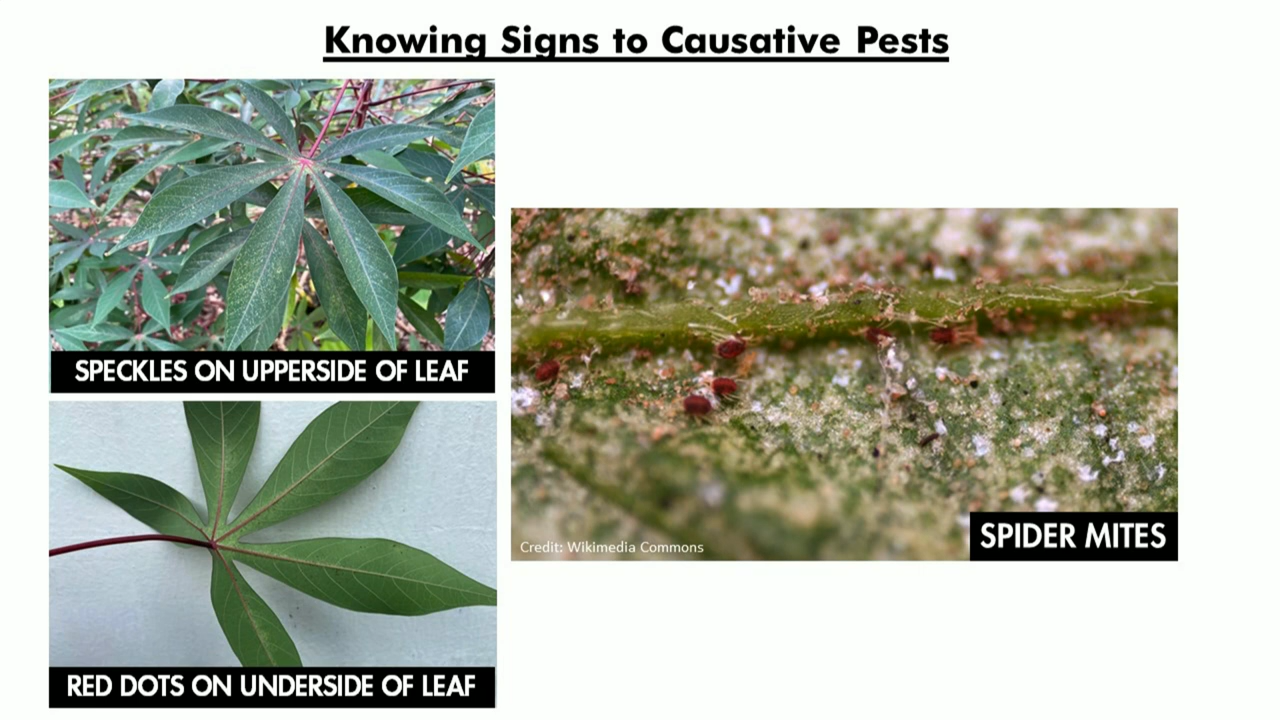 Knowing Signs to Causative Pests
SPECKLES ON UPPERSIDE OF LEAF
Credit: Wikimedia Commons
SPIDER MITES
RED DOTS ON UNDERSIDE OF LEAF